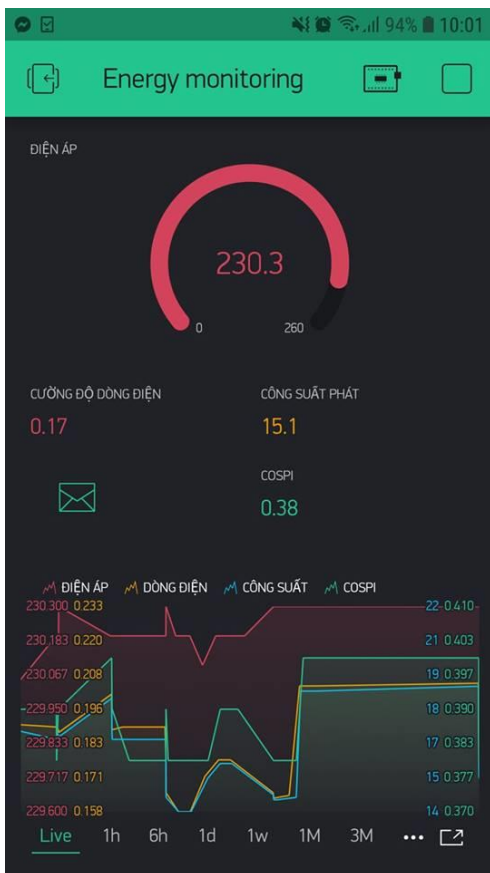 94% 10:01
Energy monitoring
ĐIỆN ÁP
230.3
0 260
CƯỜNG ĐỘ DÒNG ĐIỆN CÔNG SUẤT PHÁT
0.17 15.1
COSPI
0.38
ĐIỆN ÁP DÒNG ĐIỆN CÔNG SUẤT COSPI
230.300 0.233 22 0.410
230.183 0.220 21 0.403
230.067 0.208 19 0.397
229.950 0.196 18 0.390
229.833 0.183 17 0.383
229.717 0.171 15 0.377
229.600 0.158 14 0.370
Live 1h 6h 1d 1w 1M 3M